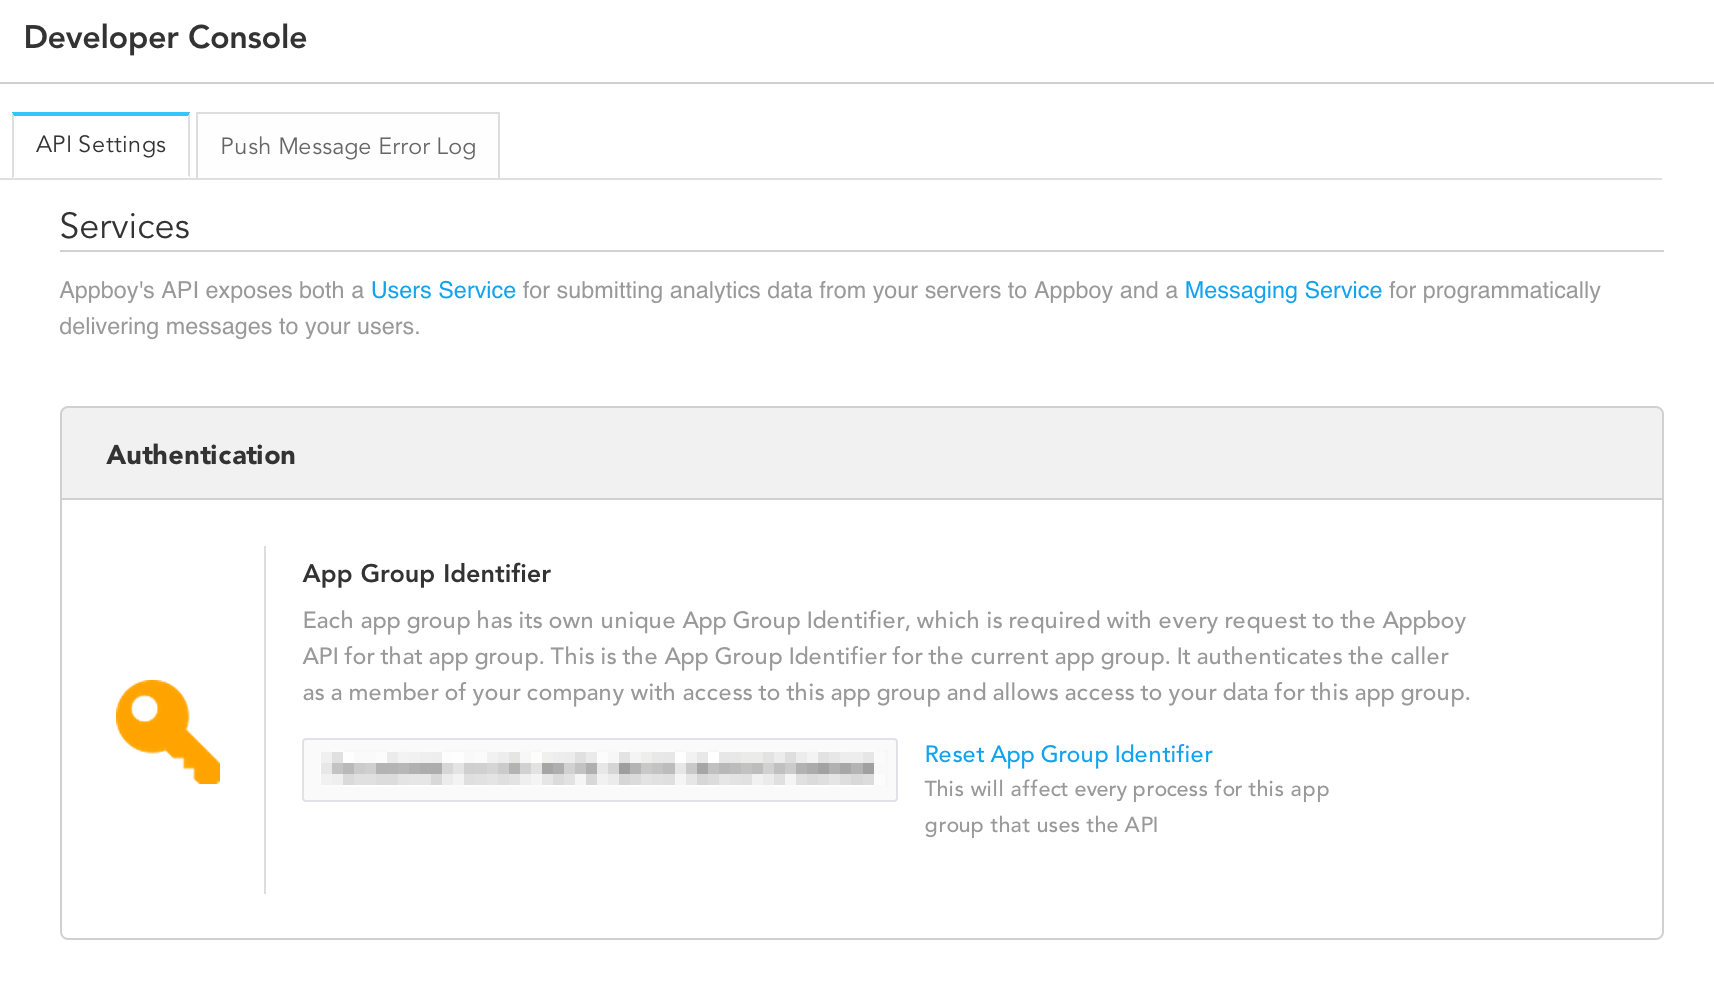 Developer Console
API Settings
Push Message Error Log
Services
Appboy's API exposes both a Users Service for submitting analytics data from your servers to Appboy and a Messaging Service for programmatically
delivering messages to your users.
Authentication
App Group Identifier
Each app group has its own unique App Group Identifier, which is required with every request to the Appboy
API for that app group. This is the App Group Identifier for the current app group. It authenticates the caller
as a member of your company with access to this app group and allows access to your data for this app group.
Reset App Group Identifier
This will affect every process for this app
group that uses the API